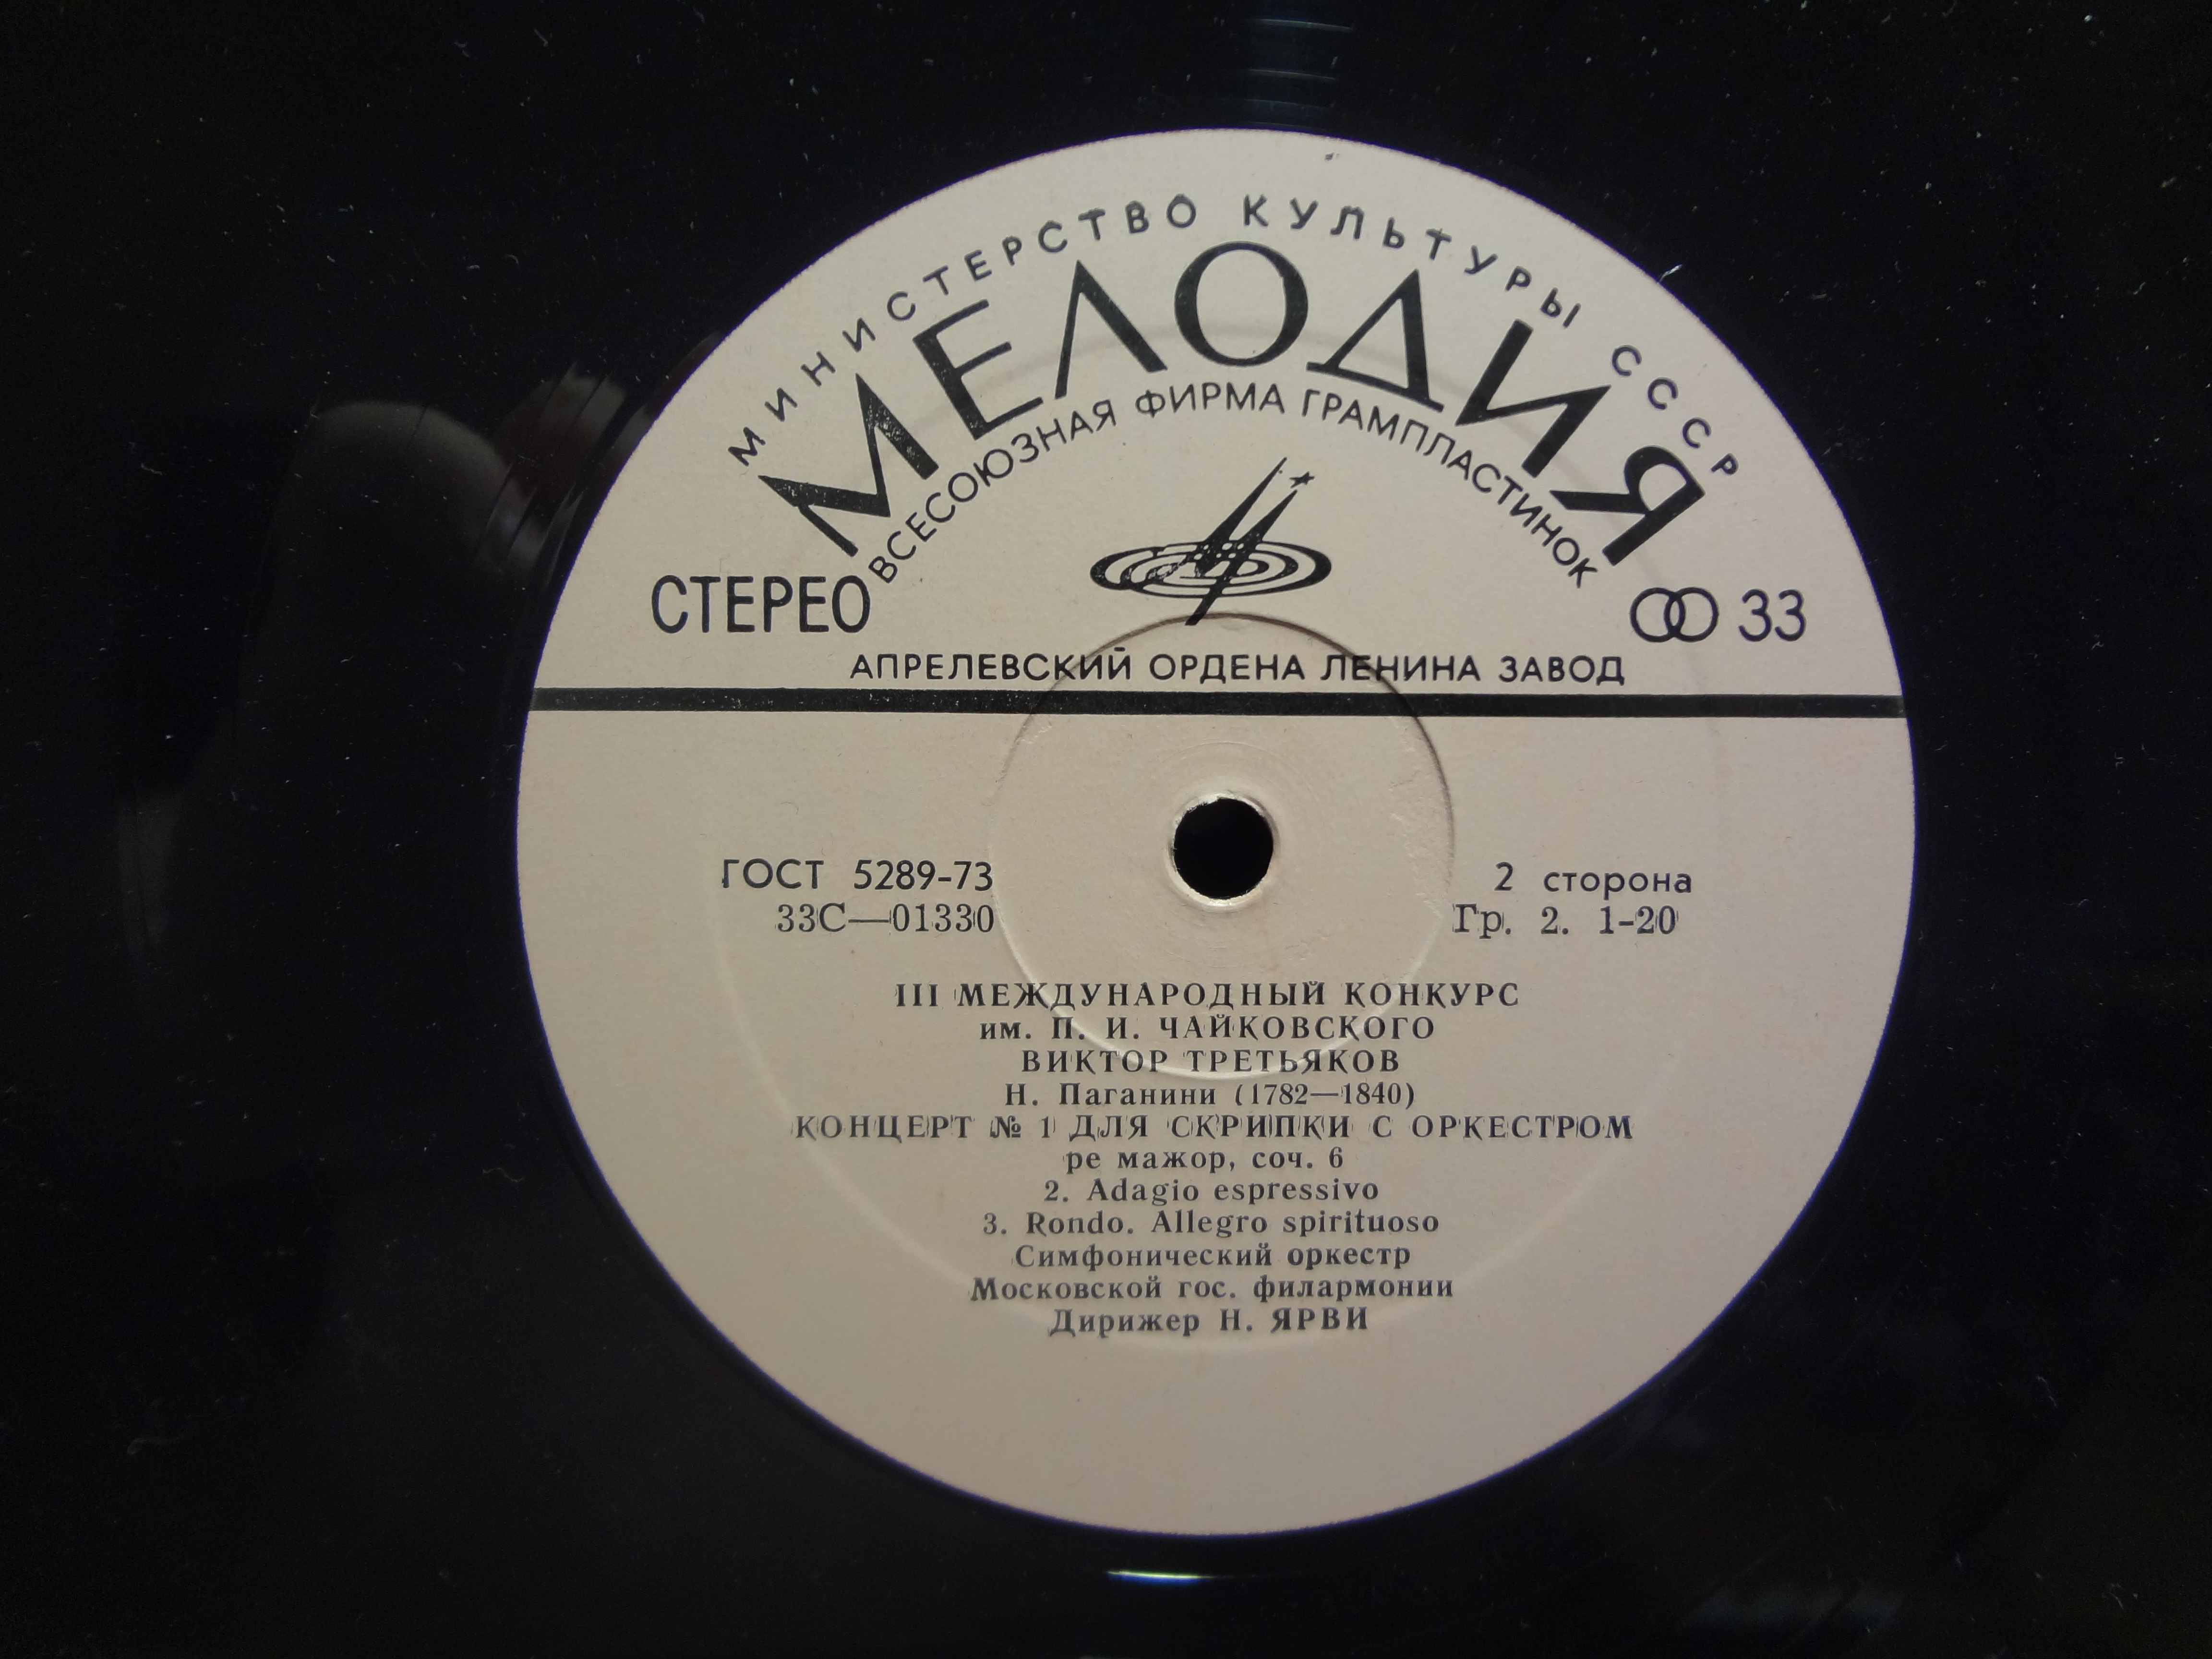 МИНИСТЕРСТВО КУЛЬТУРЫ СССР
МЕЛОДИЯ
ВСЕСОЮЗНАЯ ФИРМА ГРАМПЛАСТИНОК
СТЕРЕО
33
АПРЕЛЕВСКИЙ ОРДЕНА ЛЕНИНА ЗАВОД
ГОСТ 5289-73
33С—01330
2 сторона
Гр. 2. 1-20
III МЕЖДУНАРОДНЫЙ КОНКУРС
им. П. И. ЧАЙКОВСКОГО
ВИКТОР ТРЕТЬЯКОВ
Н. Паганини (1782—1840)
КОНЦЕРТ № 1 ДЛЯ СКРИПКИ С ОРКЕСТРОМ
ре мажор, соч. 6
2. Adagio espressivo
3. Rondo. Allegro spirituoso
Симфонический оркестр
Московской гос. филармонии
Дирижер Н. ЯРВИ